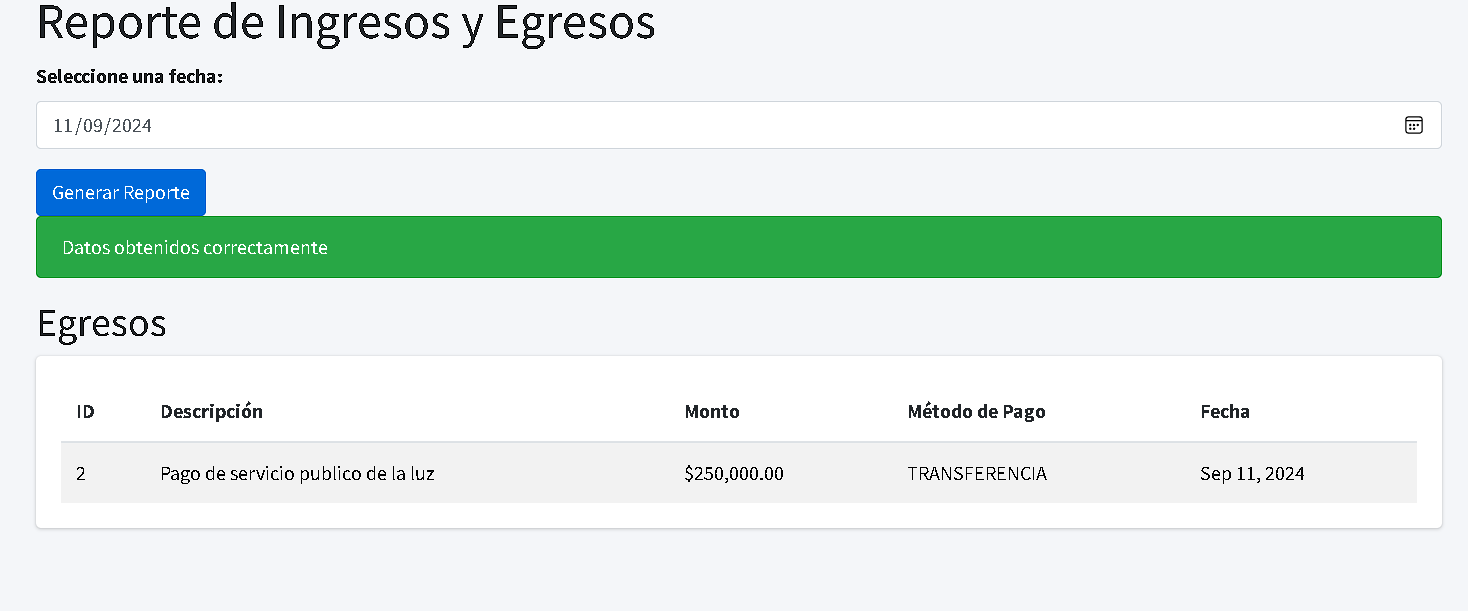 Reporte de Ingresos y Egresos
Seleccione una fecha:
11/09/2024
Generar Reporte
Datos obtenidos correctamente
Egresos
ID Descripción Monto Método de Pago Fecha
2 Pago de servicio publico de la luz $250,000.00 TRANSFERENCIA Sep 11, 2024